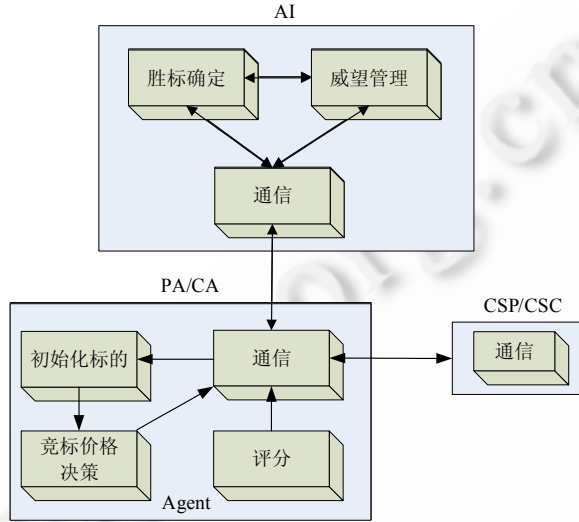 AI
胜标确定
威望管理
通信
PA/CA
CSP/CSC
初始化标的
通信
通信
竞标价格
决策
评分
Agent